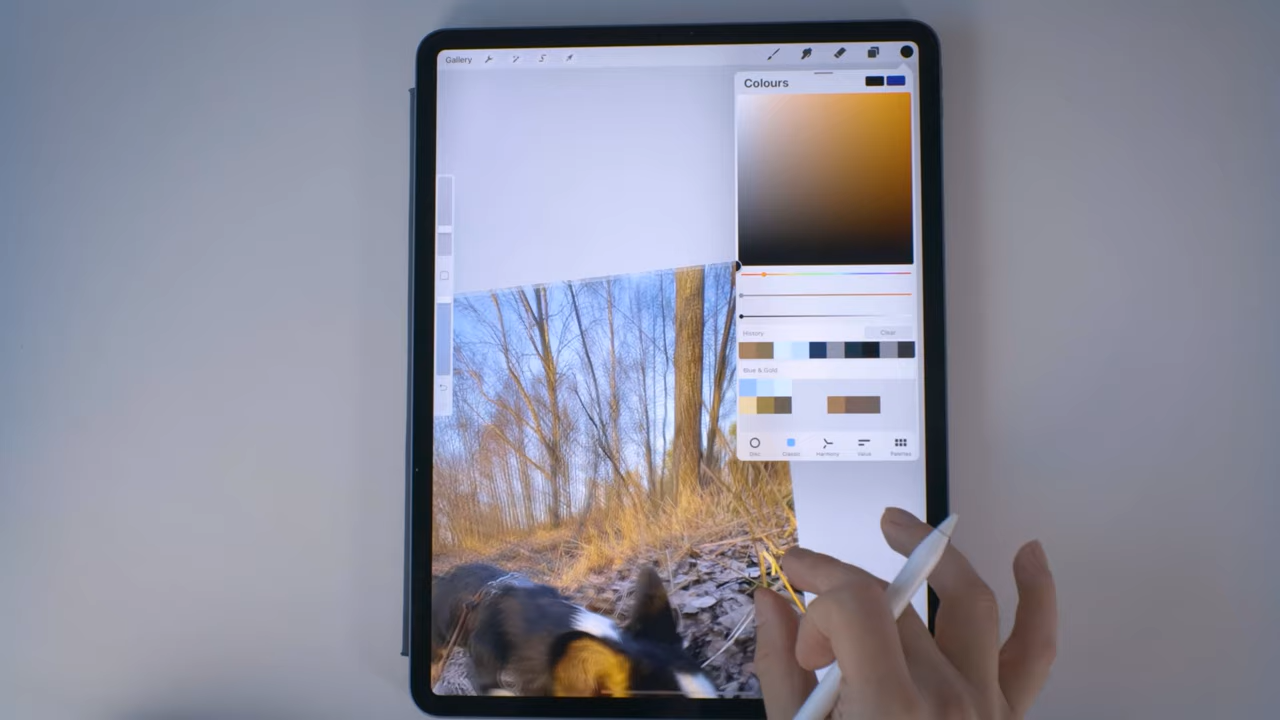 Gallery
Colours
History
Clear
Blue & Gold
Disc
Classic
Harmony
Value
Palettes